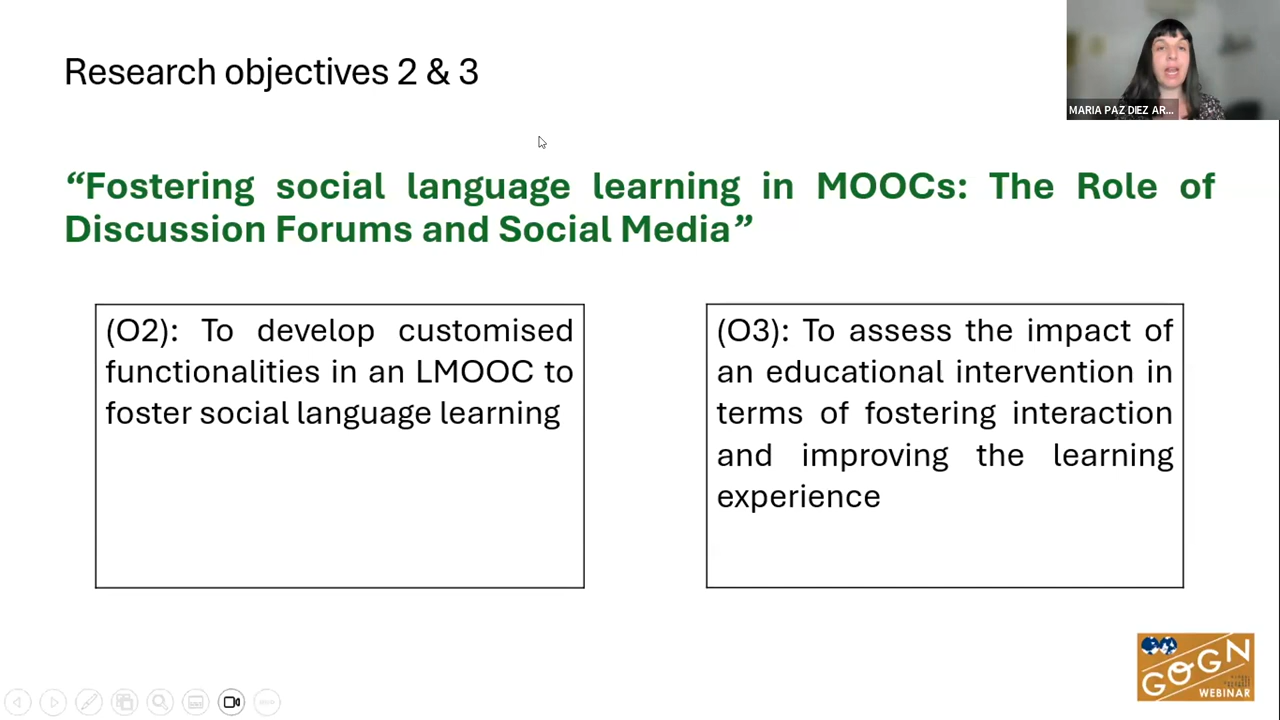 Research objectives 2 & 3
MARIA PAZ DIEZ AR...
“Fostering social language learning in MOOCs: The Role of
Discussion Forums and Social Media”
(O2): To develop customised
functionalities in an LMOOC to
foster social language learning
(O3): To assess the impact of
an educational intervention in
terms of fostering interaction
and improving the learning
experience
GOGN
WEBINAR